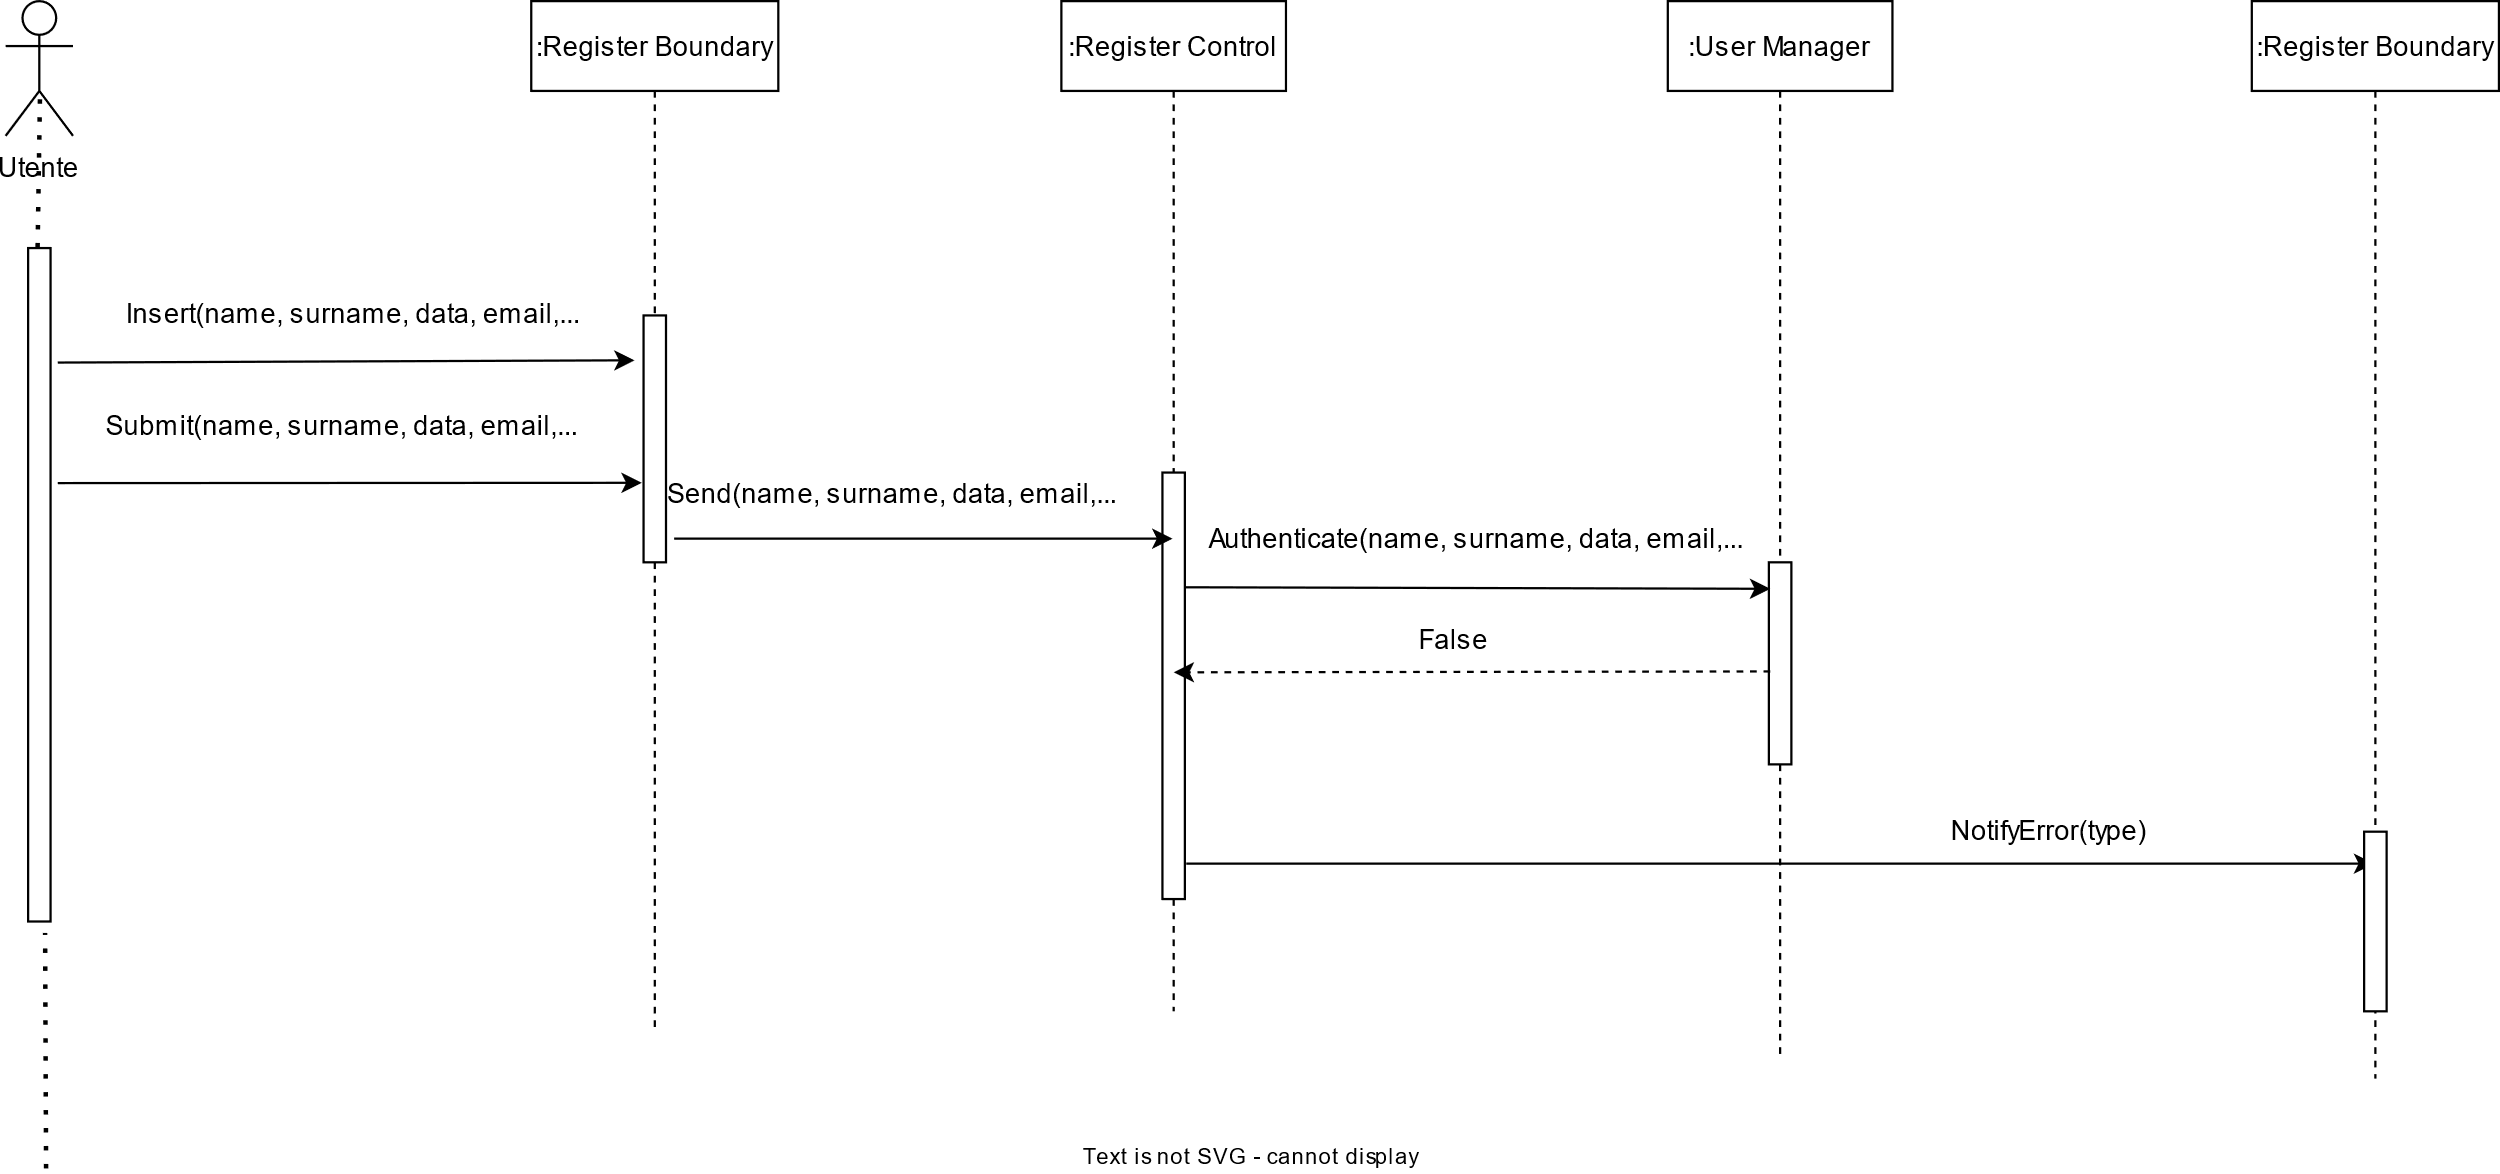 :Register Boundary
:Register Control
:User Manager
:Register Boundary
Utente
Insert(name, surname, data, email,...
Submit(name, surname, data, email,...
Send(name, surname, data, email,...
Authenticate(name, surname, data, email,...
False
NotifyError(type)
Text is not SVG - cannot display